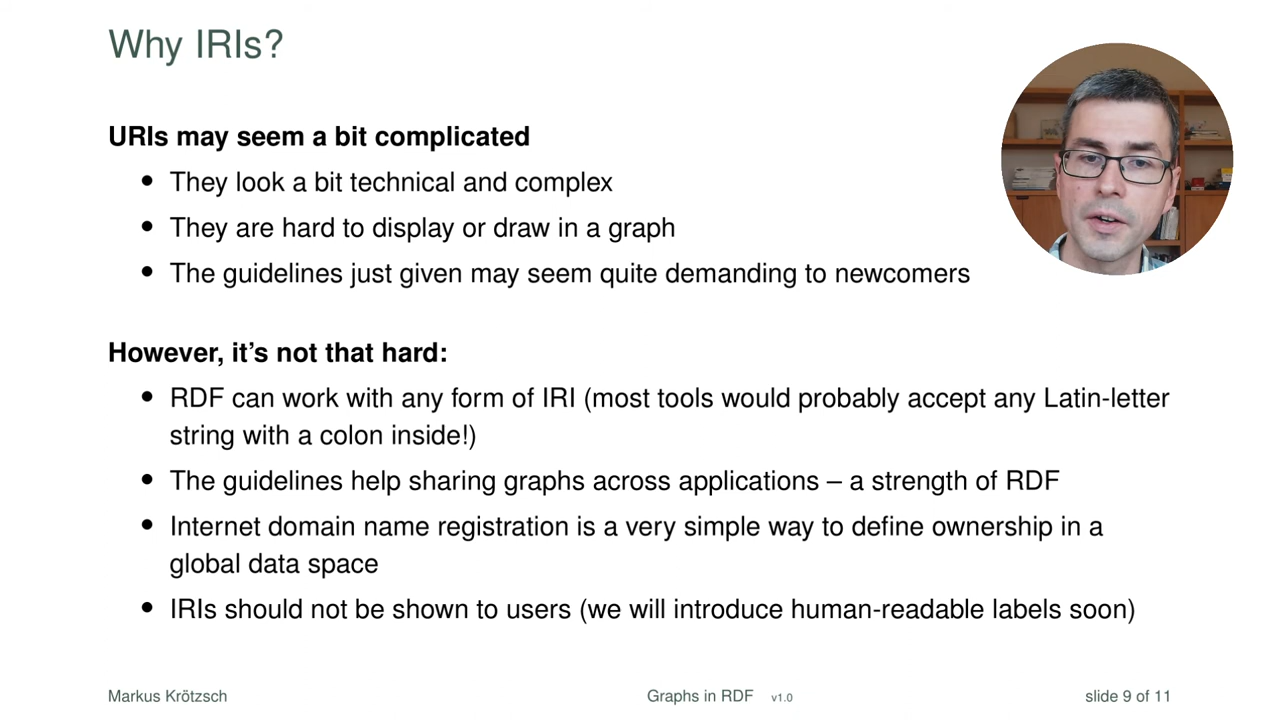 Why IRIs?
URIs may seem a bit complicated
• They look a bit technical and complex
• They are hard to display or draw in a graph
• The guidelines just given may seem quite demanding to newcomers
However, it’s not that hard:
• RDF can work with any form of IRI (most tools would probably accept any Latin-letter
string with a colon inside!)
• The guidelines help sharing graphs across applications – a strength of RDF
• Internet domain name registration is a very simple way to define ownership in a
global data space
• IRIs should not be shown to users (we will introduce human-readable labels soon)
Markus Krötzsch Graphs in RDF v1.0 slide 9 of 11